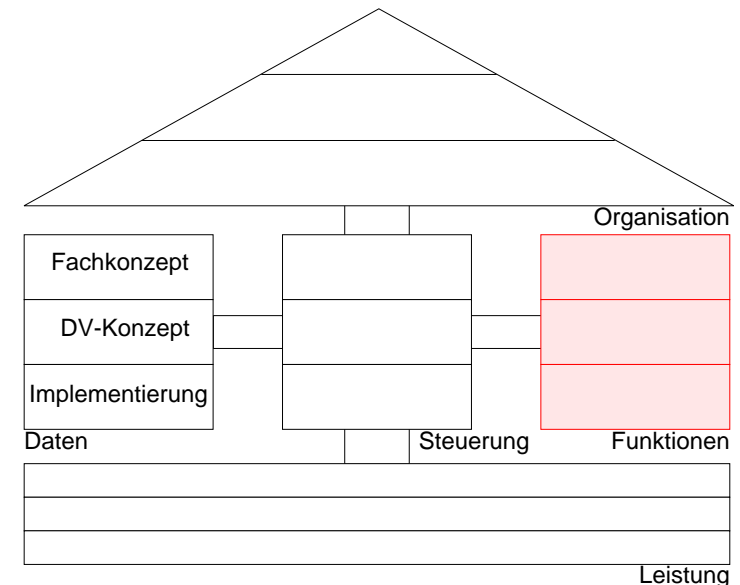 Organisation
Fachkonzept
DV-Konzept
Implementierung
Daten
Steuerung
Funktionen
Leistung